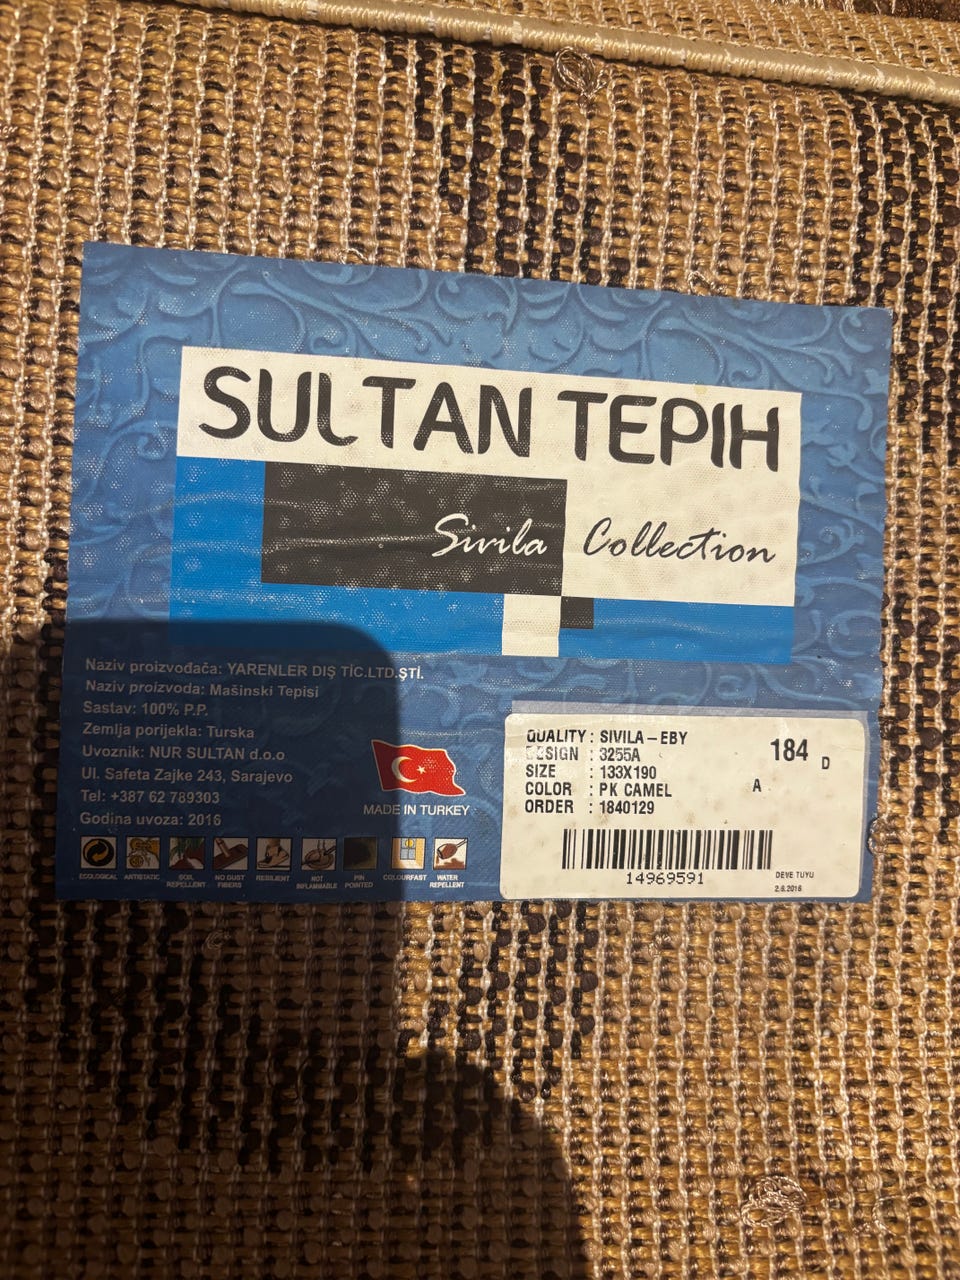 SULTAN TEPIH
Sivila Collection
Naziv proizvođača: YARENLER DIŞ TİC.LTD.ŞTİ.
Naziv proizvoda: Mašinski Tepisi
Sastav: 100% P.P.
Zemlja porijekla: Turska
Uvoznik: NUR SULTAN d.o.o
Ul. Safeta Zajke 243, Sarajevo
Tel: +387 62 789303
Godina uvoza: 2016
MADE IN TURKEY
ECOLOGICAL
ANTISTATIC
SOIL REPELLENT
NO DUST FIBERS
RESILIENT
NOT INFLAMMABLE
PIN POINTED
COLOURFAST
WATER REPELLENT
QUALITY : SIVILA-EBY
184 D
DESIGN : 3255A
SIZE : 133X190
COLOR : PK CAMEL
A
ORDER : 1840129
14969591
DEVE TUYU
2.6.2016